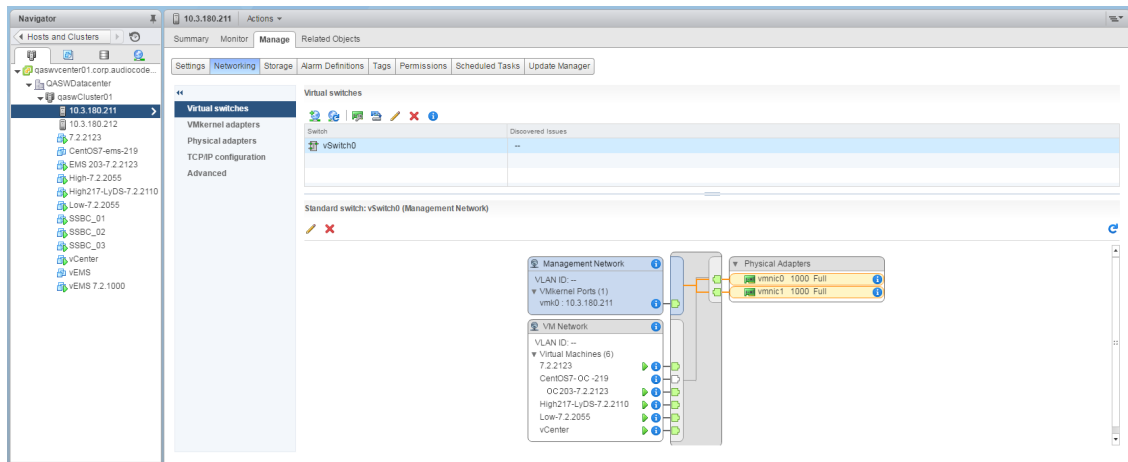 Navigator
Hosts and Clusters
qaswvcenter01.corp.audiocode...
QASWDatacenter
qaswCluster01
10.3.180.211
10.3.180.212
7.2.2123
CentOS7-ems-219
EMS 203-7.2.2123
High-7.2.2055
High217-LyDS-7.2.2110
Low-7.2.2055
SSBC_01
SSBC_02
SSBC_03
vCenter
vEMS
vEMS 7.2.1000
10.3.180.211 Actions
Summary Monitor Manage Related Objects
Settings Networking Storage Alarm Definitions Tags Permissions Scheduled Tasks Update Manager
Virtual switches
VMkernel adapters
Physical adapters
TCP/IP configuration
Advanced
Virtual switches
Switch Discovered Issues
vSwitch0 --
Standard switch: vSwitch0 (Management Network)
Management Network
VLAN ID: --
VMkernel Ports (1)
vmk0 : 10.3.180.211
VM Network
VLAN ID: --
Virtual Machines (6)
7.2.2123
CentOS7- OC -219
OC203-7.2.2123
High217-LyDS-7.2.2110
Low-7.2.2055
vCenter
Physical Adapters
vmnic0 1000 Full
vmnic1 1000 Full